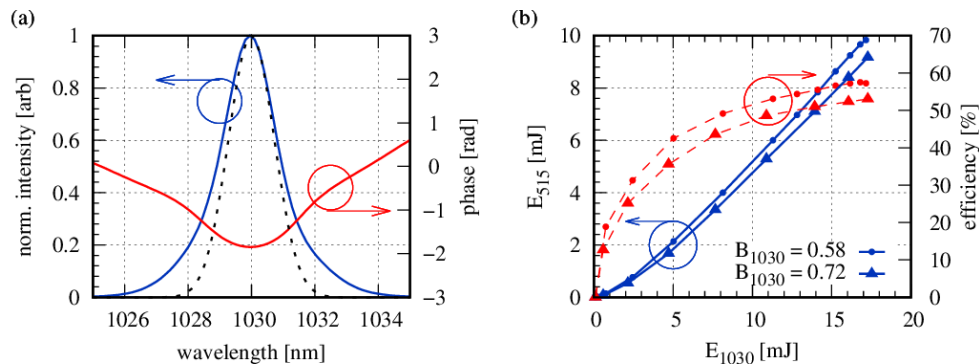 (a)
1
0.8
0.6
0.4
0.2
0
norm. intensity [arb]
1026 1028 1030 1032 1034
wavelength [nm]
3
2
1
0
−1
−2
−3
phase [rad]
(b)
10
8
6
4
2
0
E515 [mJ]
0 5 10 15 20
E1030 [mJ]
70
60
50
40
30
20
10
0
efficiency [%]
B1030 = 0.58
B1030 = 0.72